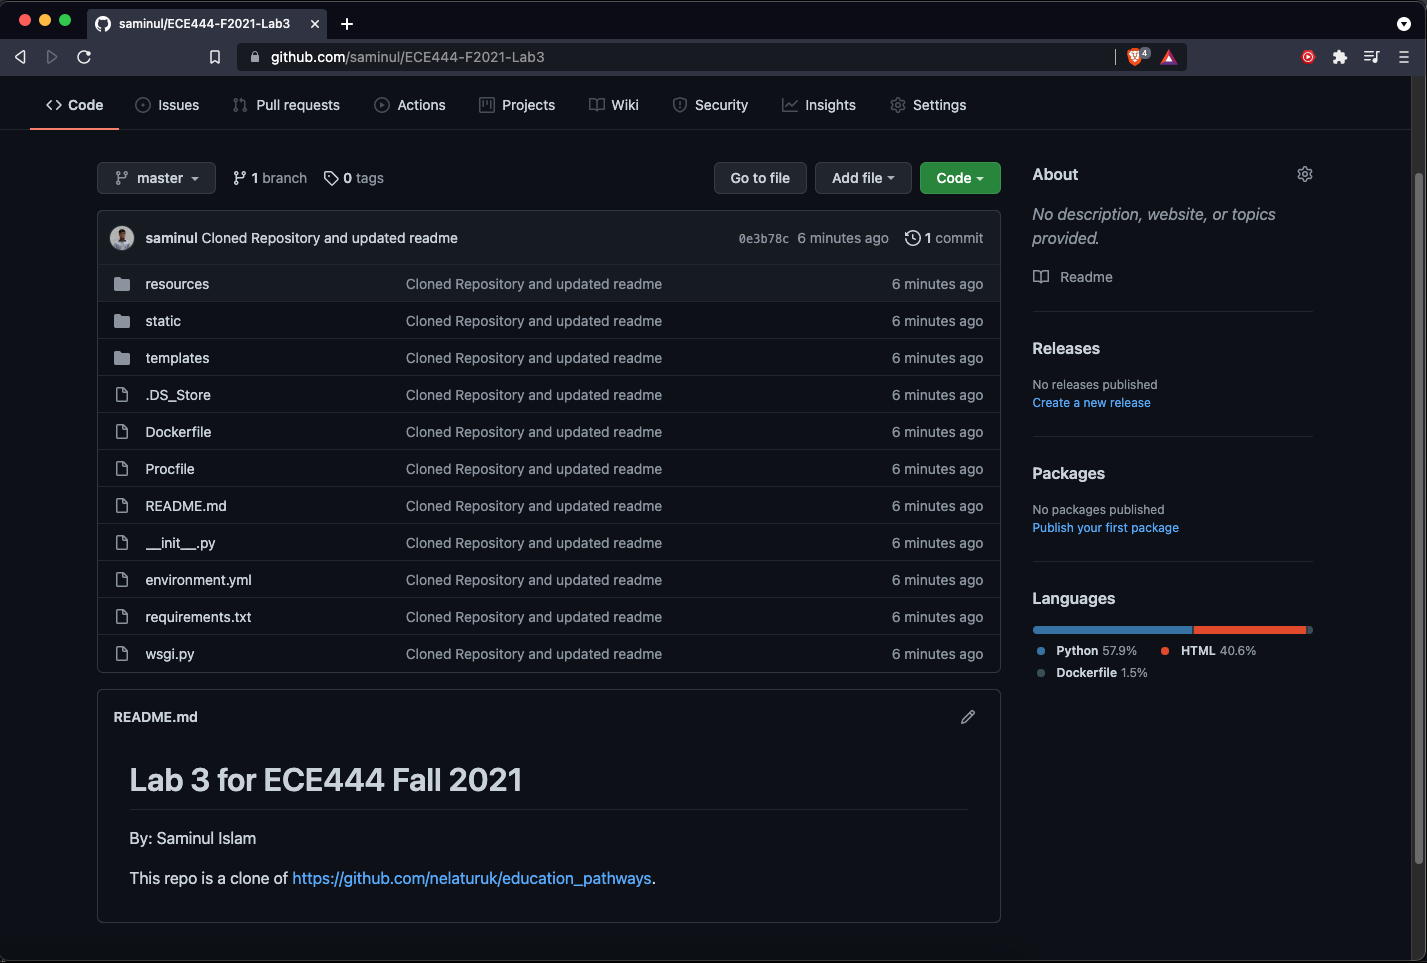 saminul/ECE444-F2021-Lab3
github.com/saminul/ECE444-F2021-Lab3
4
Code Issues Pull requests Actions Projects Wiki Security Insights Settings
master 1 branch 0 tags Go to file Add file Code
saminul Cloned Repository and updated readme 0e3b78c 6 minutes ago 1 commit
resources Cloned Repository and updated readme 6 minutes ago
static Cloned Repository and updated readme 6 minutes ago
templates Cloned Repository and updated readme 6 minutes ago
.DS_Store Cloned Repository and updated readme 6 minutes ago
Dockerfile Cloned Repository and updated readme 6 minutes ago
Procfile Cloned Repository and updated readme 6 minutes ago
README.md Cloned Repository and updated readme 6 minutes ago
__init__.py Cloned Repository and updated readme 6 minutes ago
environment.yml Cloned Repository and updated readme 6 minutes ago
requirements.txt Cloned Repository and updated readme 6 minutes ago
wsgi.py Cloned Repository and updated readme 6 minutes ago
README.md
Lab 3 for ECE444 Fall 2021
By: Saminul Islam
This repo is a clone of https://github.com/nelaturuk/education_pathways.
About
No description, website, or topics
provided.
Readme
Releases
No releases published
Create a new release
Packages
No packages published
Publish your first package
Languages
Python 57.9% HTML 40.6%
Dockerfile 1.5%